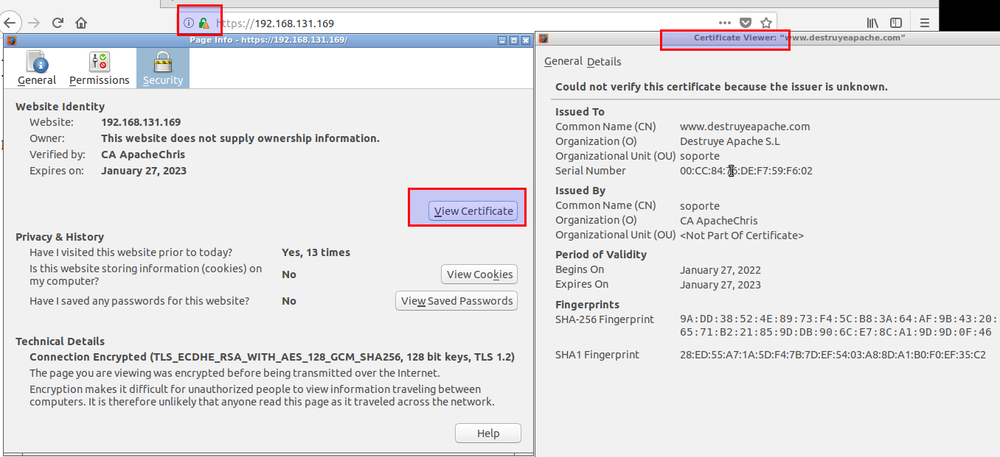 https://192.168.131.169
Page Info - https://192.168.131.169/
General Permissions Security
Website Identity
Website: 192.168.131.169
Owner: This website does not supply ownership information.
Verified by: CA ApacheChris
Expires on: January 27, 2023
View Certificate
Privacy & History
Have I visited this website prior to today? Yes, 13 times
Is this website storing information (cookies) on my computer? No View Cookies
Have I saved any passwords for this website? No View Saved Passwords
Technical Details
Connection Encrypted (TLS_ECDHE_RSA_WITH_AES_128_GCM_SHA256, 128 bit keys, TLS 1.2)
The page you are viewing was encrypted before being transmitted over the Internet.
Encryption makes it difficult for unauthorized people to view information traveling between
computers. It is therefore unlikely that anyone read this page as it traveled across the network.
Help
Certificate Viewer: “www.destruyeapache.com”
General Details
Could not verify this certificate because the issuer is unknown.
Issued To
Common Name (CN) www.destruyeapache.com
Organization (O) Destruye Apache S.L
Organizational Unit (OU) soporte
Serial Number 00:CC:84:76:DE:F7:59:F6:02
Issued By
Common Name (CN) soporte
Organization (O) CA ApacheChris
Organizational Unit (OU) <Not Part Of Certificate>
Period of Validity
Begins On January 27, 2022
Expires On January 27, 2023
Fingerprints
SHA-256 Fingerprint 9A:DD:38:52:4E:89:73:F4:5C:B8:3A:64:AF:9B:43:20:
65:71:B2:21:85:9D:DB:90:6C:E7:8C:A1:9D:9D:0F:46
SHA1 Fingerprint 28:ED:55:A7:1A:5D:F4:7B:7D:EF:54:03:A8:8D:A1:B0:F0:EF:35:C2